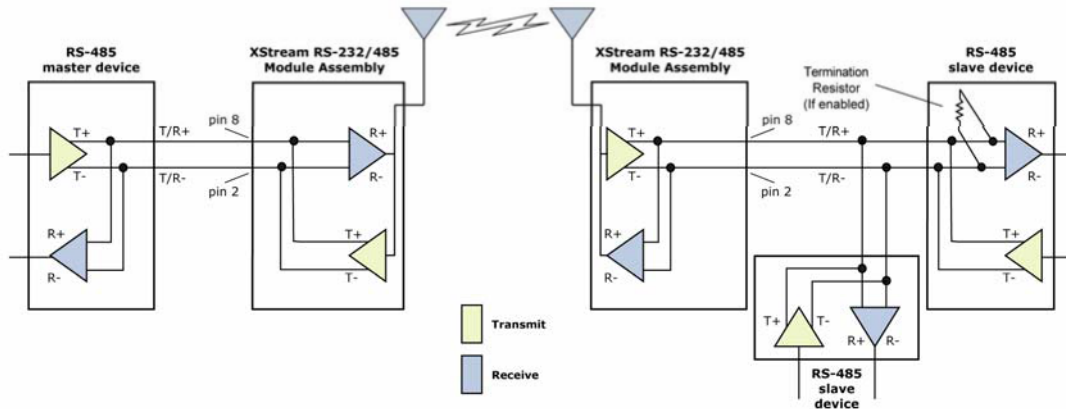 RS-485
master device
XStream RS-232/485
Module Assembly
XStream RS-232/485
Module Assembly
RS-485
slave device
Termination
Resistor
(If enabled)
T+
T-
R+
R-
T/R+
T/R-
pin 8
pin 2
R+
R-
T+
T-
T+
T-
R+
R-
pin 8
pin 2
T/R+
T/R-
R+
R-
T+
T-
T+
T-
R+
R-
RS-485
slave
device
Transmit
Receive